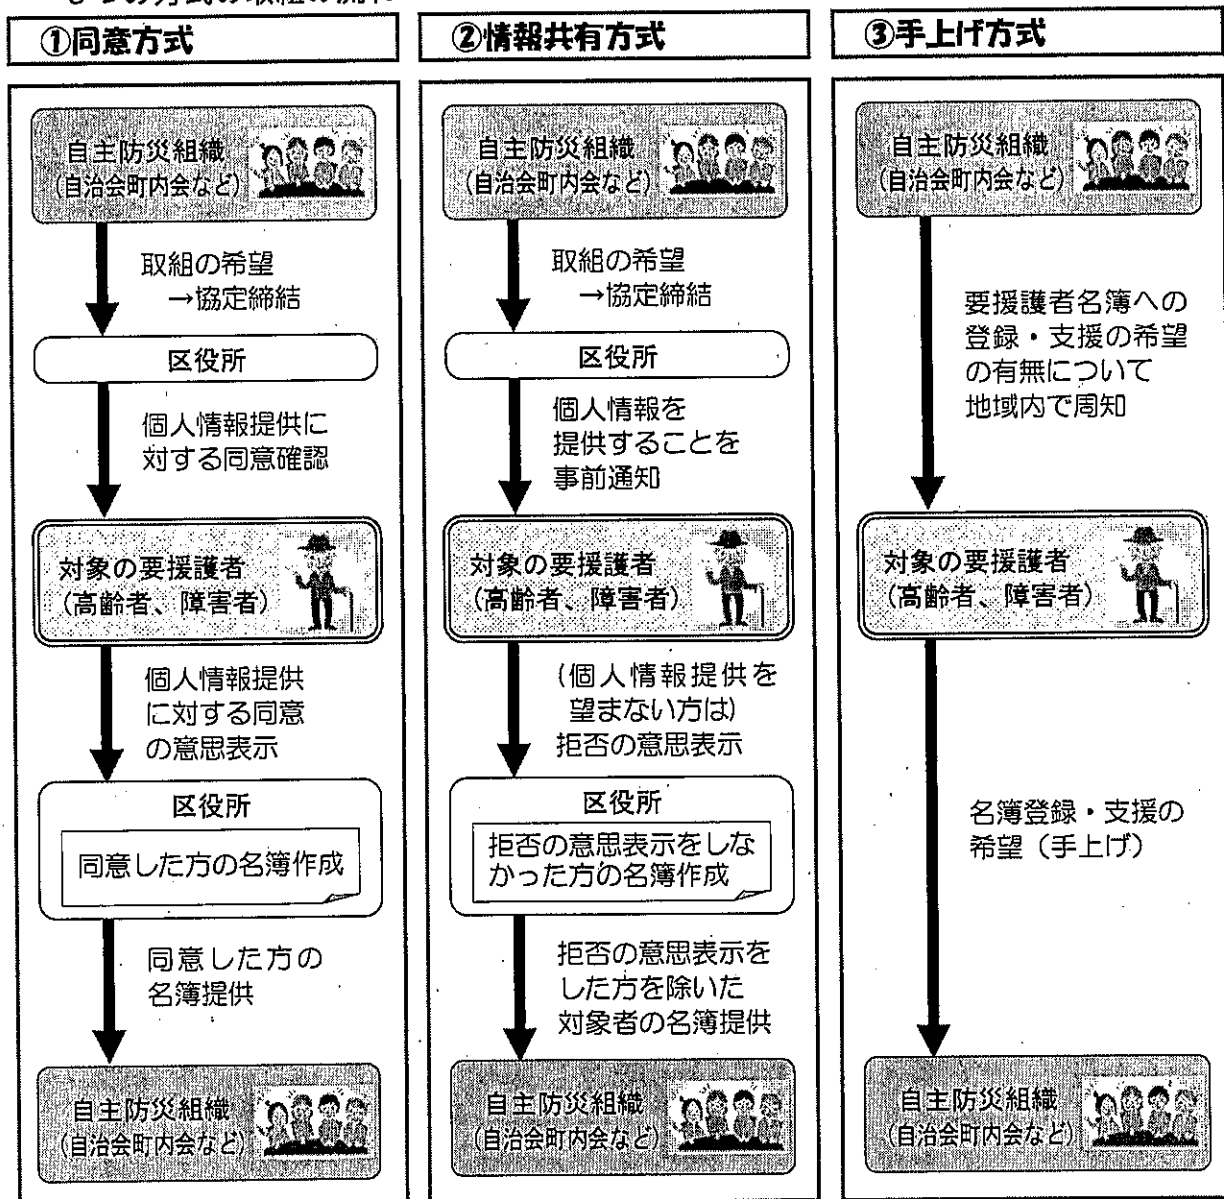 ①同意方式
自主防災組織
(自治会町内会など)
取組の希望
→協定締結
区役所
個人情報提供に
対する同意確認
対象の要援護者
(高齢者、障害者)
個人情報提供
に対する同意
の意思表示
区役所
同意した方の名簿作成
同意した方の
名簿提供
自主防災組織
(自治会町内会など)
②情報共有方式
自主防災組織
(自治会町内会など)
取組の希望
→協定締結
区役所
個人情報を
提供することを
事前通知
対象の要援護者
(高齢者、障害者)
(個人情報提供を
望まない方は)
拒否の意思表示
区役所
拒否の意思表示をしな
かった方の名簿作成
拒否の意思表示を
した方を除いた
対象者の名簿提供
自主防災組織
(自治会町内会など)
③手上げ方式
自主防災組織
(自治会町内会など)
要援護者名簿への
登録・支援の希望
の有無について
地域内で周知
対象の要援護者
(高齢者、障害者)
名簿登録・支援の
希望(手上げ)
自主防災組織
(自治会町内会など)